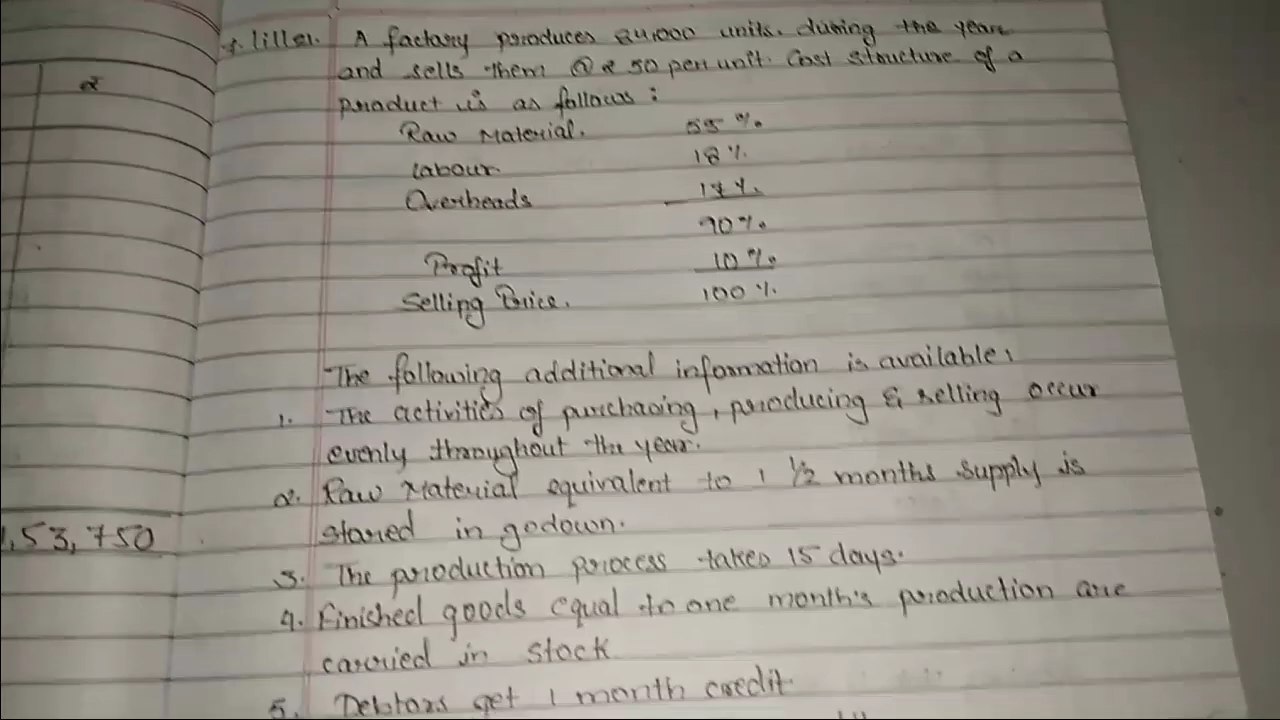 A factory produces 84,000 units. during the year
and sells them @ ₹ 50 per unit. Cost structure of a
product is as follows :
Raw Material. 55 %
Labour. 18 %
Overheads 17 %
90 %
Profit 10 %
Selling Price. 100 %
The following additional information is available:
1. The activities of purchasing, producing & selling occur
evenly throughout the year.
2. Raw Material equivalent to 1 ½ months supply is
stored in godown.
3. The production process takes 15 days.
4. Finished goods equal to one month's production are
carried in stock
5. Debtors get 1 month credit
,53,750